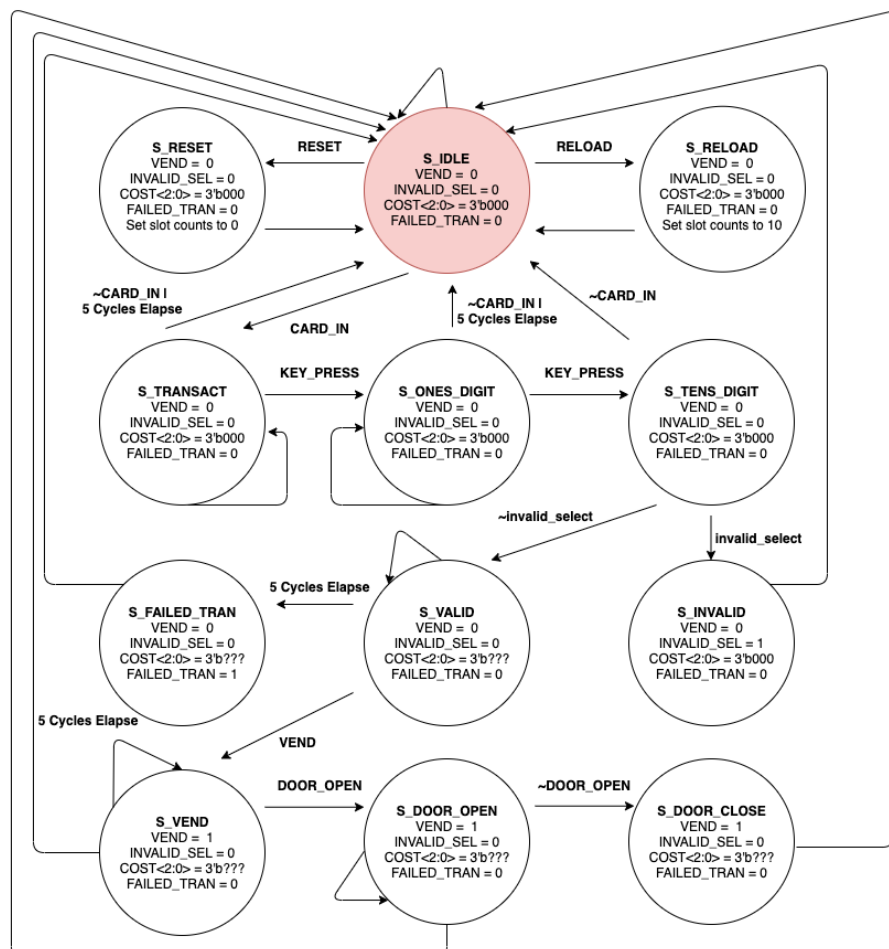 S_RESET
VEND = 0
INVALID_SEL = 0
COST<2:0> = 3'b000
FAILED_TRAN = 0
Set slot counts to 0
RESET
S_IDLE
VEND = 0
INVALID_SEL = 0
COST<2:0> = 3'b000
FAILED_TRAN = 0
RELOAD
S_RELOAD
VEND = 0
INVALID_SEL = 0
COST<2:0> = 3'b000
FAILED_TRAN = 0
Set slot counts to 10
~CARD_IN |
5 Cycles Elapse
CARD_IN
~CARD_IN |
5 Cycles Elapse
~CARD_IN
S_TRANSACT
VEND = 0
INVALID_SEL = 0
COST<2:0> = 3'b000
FAILED_TRAN = 0
KEY_PRESS
S_ONES_DIGIT
VEND = 0
INVALID_SEL = 0
COST<2:0> = 3'b000
FAILED_TRAN = 0
KEY_PRESS
S_TENS_DIGIT
VEND = 0
INVALID_SEL = 0
COST<2:0> = 3'b000
FAILED_TRAN = 0
~invalid_select
invalid_select
S_FAILED_TRAN
VEND = 0
INVALID_SEL = 0
COST<2:0> = 3'b???
FAILED_TRAN = 1
5 Cycles Elapse
S_VALID
VEND = 0
INVALID_SEL = 0
COST<2:0> = 3'b???
FAILED_TRAN = 0
S_INVALID
VEND = 0
INVALID_SEL = 1
COST<2:0> = 3'b000
FAILED_TRAN = 0
5 Cycles Elapse
VEND
S_VEND
VEND = 1
INVALID_SEL = 0
COST<2:0> = 3'b???
FAILED_TRAN = 0
DOOR_OPEN
S_DOOR_OPEN
VEND = 1
INVALID_SEL = 0
COST<2:0> = 3'b???
FAILED_TRAN = 0
~DOOR_OPEN
S_DOOR_CLOSE
VEND = 1
INVALID_SEL = 0
COST<2:0> = 3'b???
FAILED_TRAN = 0